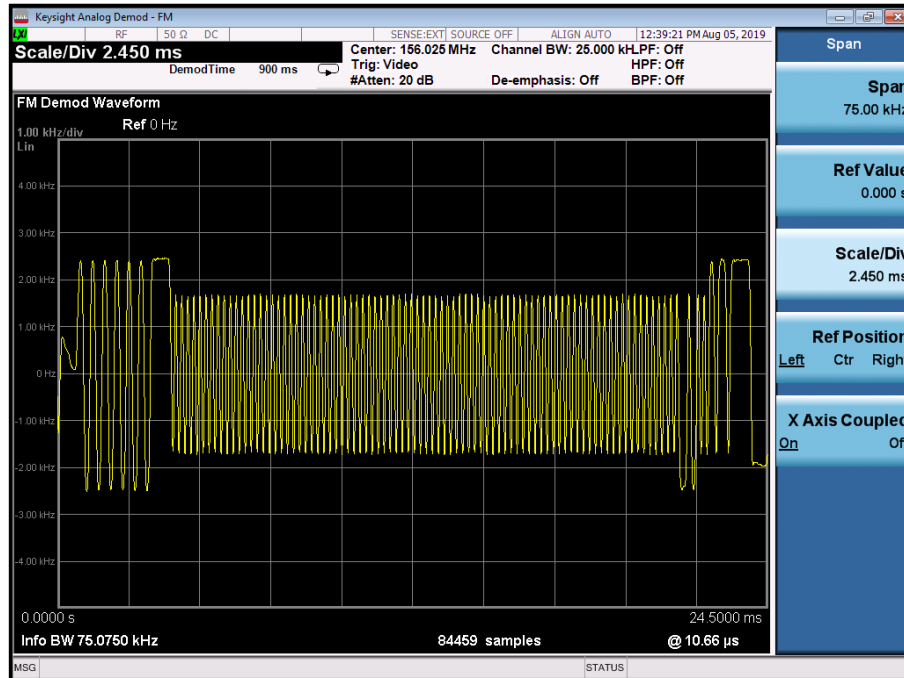 Keysight Analog Demod - FM
LXI RF 50 Ω DC SENSE:EXT SOURCE OFF ALIGN AUTO 12:39:21 PM Aug 05, 2019
Scale/Div 2.450 ms
DemodTime 900 ms
Center: 156.025 MHz Channel BW: 25.000 kH LPF: Off
Trig: Video HPF: Off
#Atten: 20 dB De-emphasis: Off BPF: Off
FM Demod Waveform
Ref 0 Hz
1.00 kHz/div
Lin
4.00 kHz
3.00 kHz
2.00 kHz
1.00 kHz
0 Hz
-1.00 kHz
-2.00 kHz
-3.00 kHz
-4.00 kHz
0.0000 s 24.5000 ms
Info BW 75.0750 kHz 84459 samples @ 10.66 µs
MSG STATUS
Span
Span
75.00 kHz
Ref Value
0.000 s
Scale/Div
2.450 ms
Ref Position
Left Ctr Right
X Axis Coupled
On Of